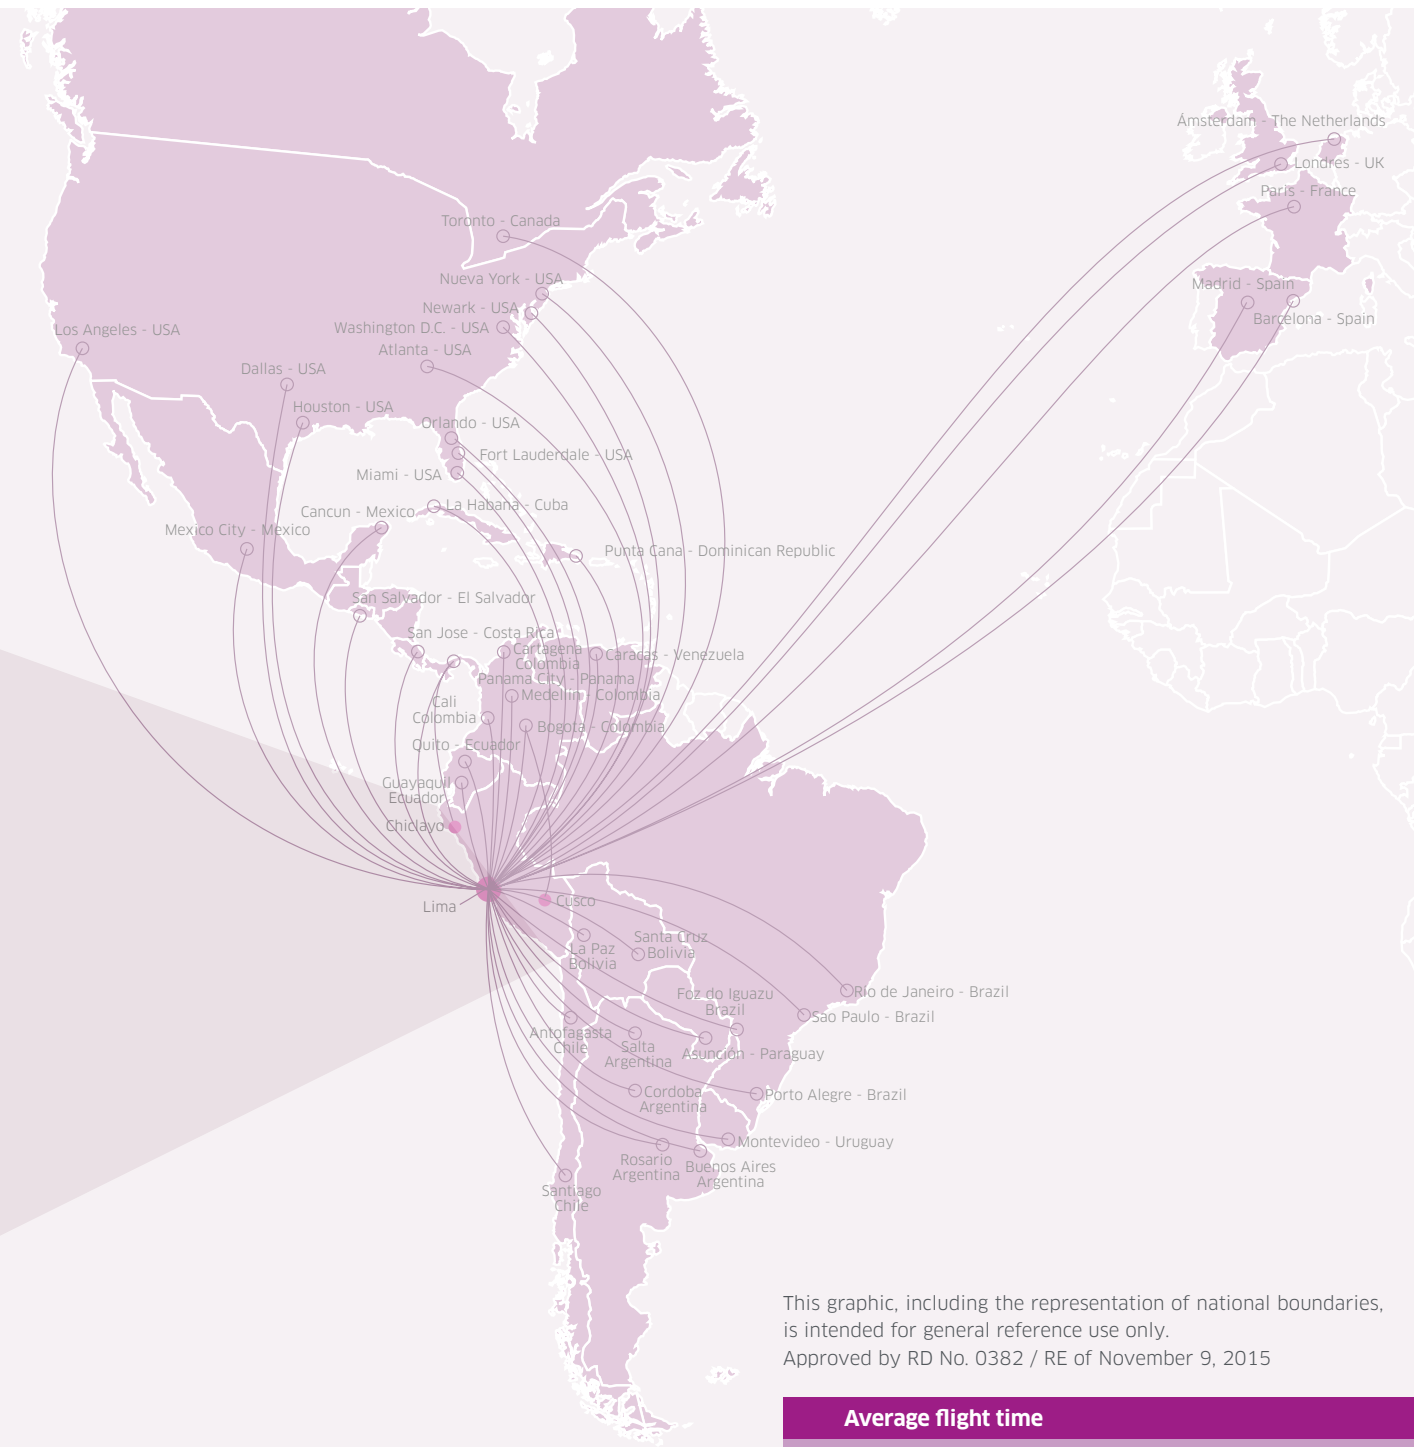 Ámsterdam - The Netherlands
Londres - UK
Paris - France
Toronto - Canada
Nueva York - USA
Madrid - Spain
Newark - USA
Barcelona - Spain
Washington D.C. - USA
Los Angeles - USA
Atlanta - USA
Dallas - USA
Houston - USA
Orlando - USA
Fort Lauderdale - USA
Miami - USA
La Habana - Cuba
Cancun - Mexico
Mexico City - Mexico
Punta Cana - Dominican Republic
San Salvador - El Salvador
San Jose - Costa Rica
Cartagena
Colombia
Caracas - Venezuela
Panama City - Panama
Medellin - Colombia
Cali
Colombia
Bogota - Colombia
Quito - Ecuador
Guayaquil
Ecuador
Chiclayo
Lima
Cusco
La Paz
Bolivia
Santa Cruz
Bolivia
Foz do Iguazu
Brazil
Rio de Janeiro - Brazil
Sao Paulo - Brazil
Antofagasta
Chile
Salta
Argentina
Asunción - Paraguay
Cordoba
Argentina
Porto Alegre - Brazil
Montevideo - Uruguay
Rosario
Argentina
Buenos Aires
Argentina
Santiago
Chile
This graphic, including the representation of national boundaries,
is intended for general reference use only.
Approved by RD No. 0382 / RE of November 9, 2015
Average flight time